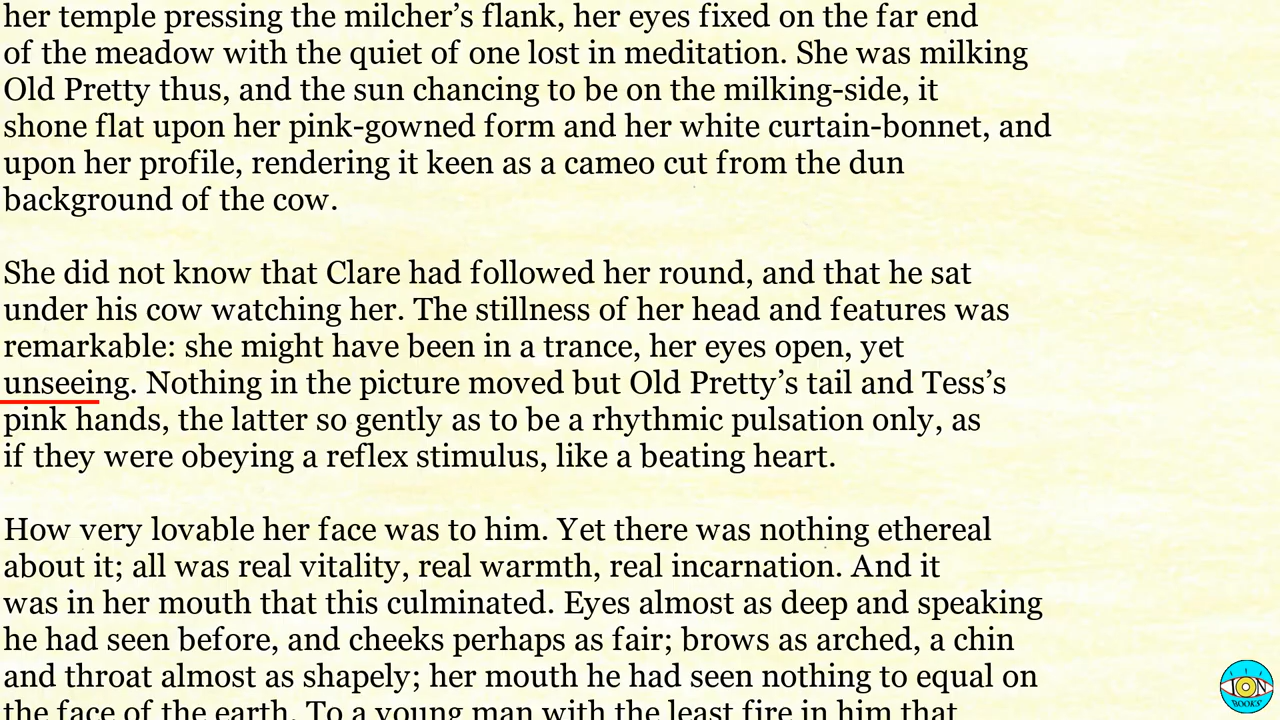 her temple pressing the milcher’s flank, her eyes fixed on the far end
of the meadow with the quiet of one lost in meditation. She was milking
Old Pretty thus, and the sun chancing to be on the milking-side, it
shone flat upon her pink-gowned form and her white curtain-bonnet, and
upon her profile, rendering it keen as a cameo cut from the dun
background of the cow.
She did not know that Clare had followed her round, and that he sat
under his cow watching her. The stillness of her head and features was
remarkable: she might have been in a trance, her eyes open, yet
unseeing. Nothing in the picture moved but Old Pretty’s tail and Tess’s
pink hands, the latter so gently as to be a rhythmic pulsation only, as
if they were obeying a reflex stimulus, like a beating heart.
How very lovable her face was to him. Yet there was nothing ethereal
about it; all was real vitality, real warmth, real incarnation. And it
was in her mouth that this culminated. Eyes almost as deep and speaking
he had seen before, and cheeks perhaps as fair; brows as arched, a chin
and throat almost as shapely; her mouth he had seen nothing to equal on
the face of the earth. To a young man with the least fire in him that
ION
BOOKS